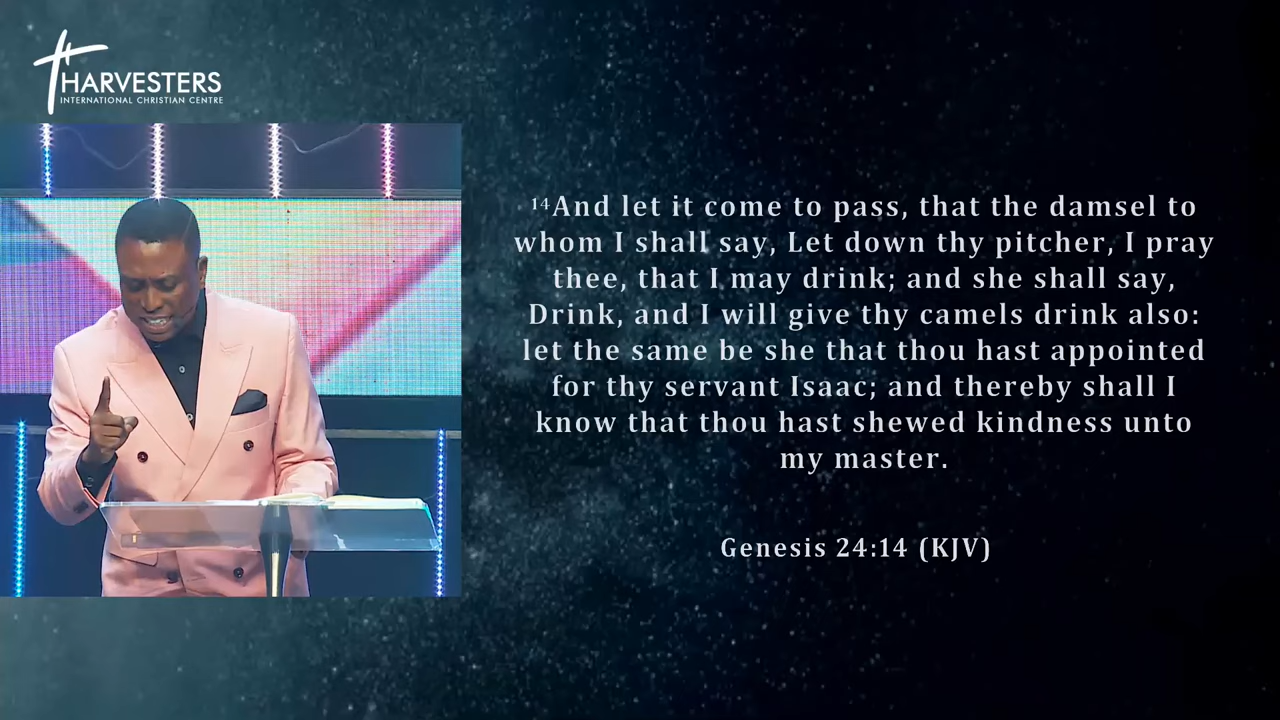 HARVESTERS
INTERNATIONAL CHRISTIAN CENTRE
14And let it come to pass, that the damsel to
whom I shall say, Let down thy pitcher, I pray
thee, that I may drink; and she shall say,
Drink, and I will give thy camels drink also:
let the same be she that thou hast appointed
for thy servant Isaac; and thereby shall I
know that thou hast shewed kindness unto
my master.
Genesis 24:14 (KJV)